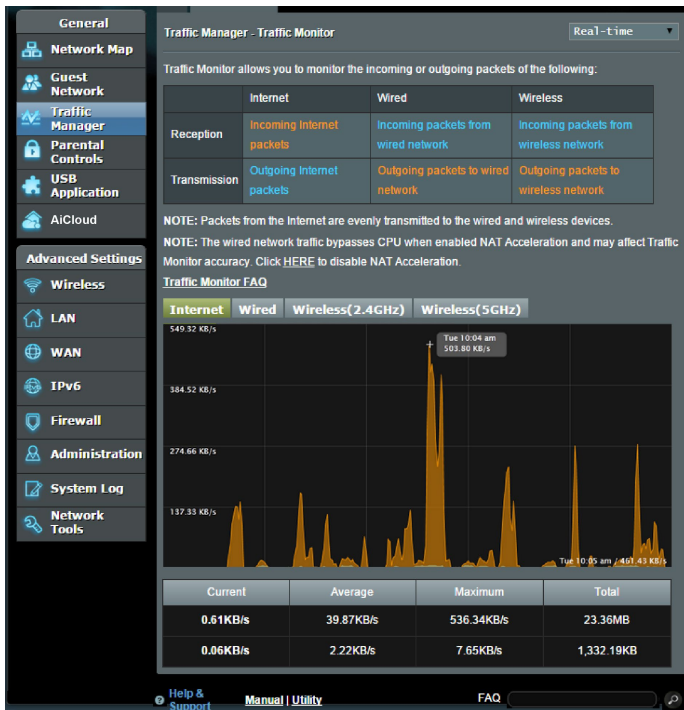 General
Network Map
Guest
Network
Traffic
Manager
Parental
Controls
USB
Application
AiCloud
Advanced Settings
Wireless
LAN
WAN
IPv6
Firewall
Administration
System Log
Network
Tools
Traffic Manager - Traffic Monitor
Real-time
Traffic Monitor allows you to monitor the incoming or outgoing packets of the following:
Internet Wired Wireless
Reception
Incoming Internet
packets
Incoming packets from
wired network
Incoming packets from
wireless network
Transmission
Outgoing Internet
packets
Outgoing packets to wired
network
Outgoing packets to
wireless network
NOTE: Packets from the Internet are evenly transmitted to the wired and wireless devices.
NOTE: The wired network traffic bypasses CPU when enabled NAT Acceleration and may affect Traffic
Monitor accuracy. Click HERE to disable NAT Acceleration.
Traffic Monitor FAQ
Internet Wired Wireless(2.4GHz) Wireless(5GHz)
549.32 KB/s
Tue 10:04 am
503.80 KB/s
384.52 KB/s
274.66 KB/s
137.33 KB/s
Tue 10:05 am / 461.43 KB/s
Current Average Maximum Total
0.61KB/s 39.87KB/s 536.34KB/s 23.36MB
0.06KB/s 2.22KB/s 7.65KB/s 1,332.19KB
Help &
Support
Manual | Utility
FAQ